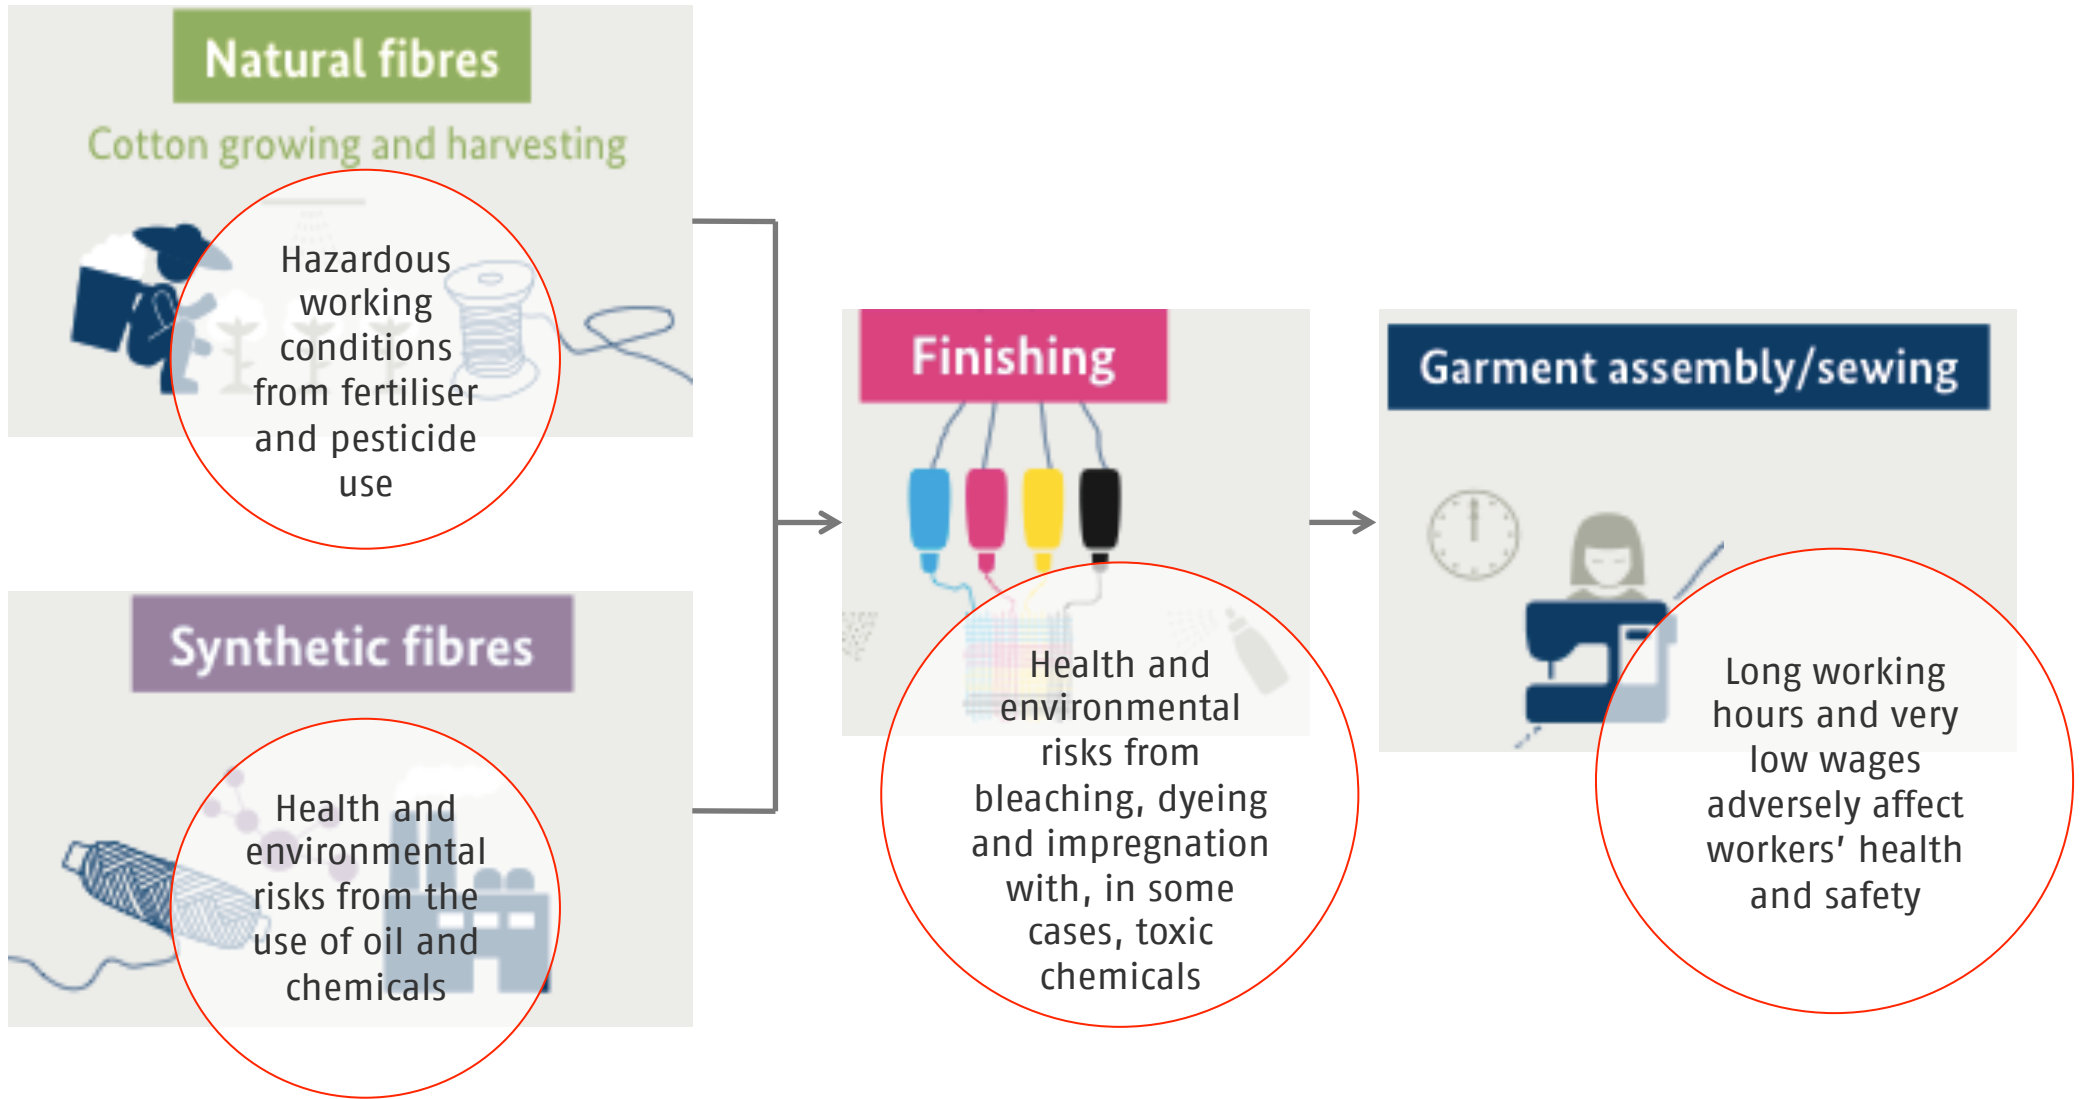 Natural fibres
Cotton growing and harvesting
Hazardous
working
conditions
from fertiliser
and pesticide
use
Synthetic fibres
Health and
environmental
risks from the
use of oil and
chemicals
Finishing
Health and
environmental
risks from
bleaching, dyeing
and impregnation
with, in some
cases, toxic
chemicals
Garment assembly/sewing
Long working
hours and very
low wages
adversely affect
workers’ health
and safety